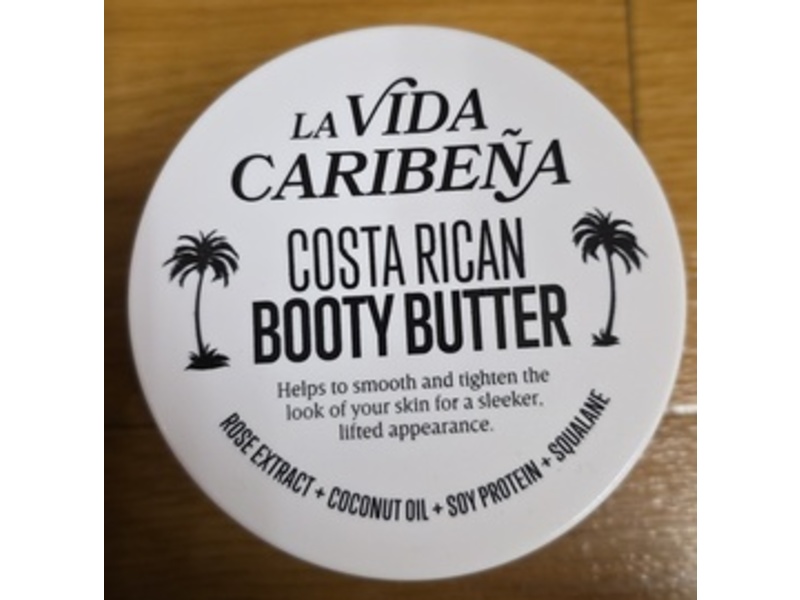 LA VIDA
CARIBEÑA
COSTA RICAN
BOOTY BUTTER
Helps to smooth and tighten the
look of your skin for a sleeker,
lifted appearance.
ROSE EXTRACT + COCONUT OIL + SOY PROTEIN + SQUALANE